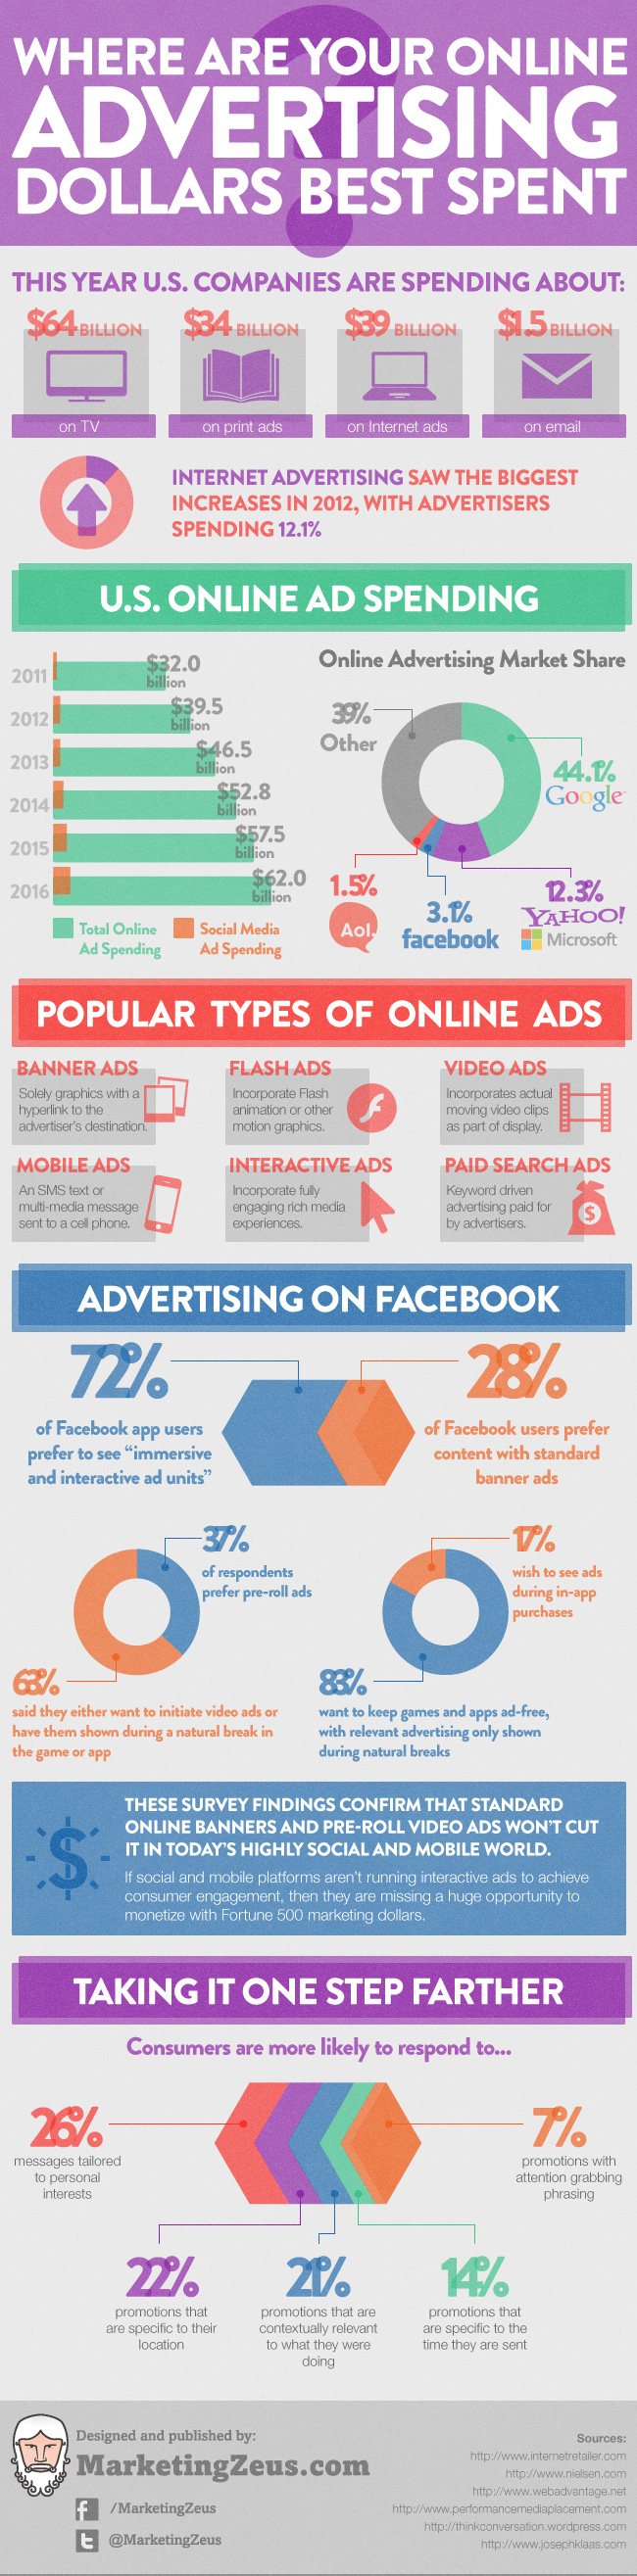 WHERE ARE YOUR ONLINE
ADVERTISING
DOLLARS BEST SPENT
THIS YEAR U.S. COMPANIES ARE SPENDING ABOUT:
$64 BILLION
on TV
$34 BILLION
on print ads
$39 BILLION
on Internet ads
$1.5 BILLION
on email
INTERNET ADVERTISING SAW THE BIGGEST
INCREASES IN 2012, WITH ADVERTISERS
SPENDING 12.1%
U.S. ONLINE AD SPENDING
2011
$32.0
billion
2012
$39.5
billion
2013
$46.5
billion
2014
$52.8
billion
2015
$57.5
billion
2016
$62.0
billion
Total Online
Ad Spending
Social Media
Ad Spending
Online Advertising Market Share
39%
Other
44.1%
Google
1.5%
Aol.
3.1%
facebook
12.3%
YAHOO!
Microsoft
POPULAR TYPES OF ONLINE ADS
BANNER ADS
Solely graphics with a
hyperlink to the
advertiser's destination.
FLASH ADS
Incorporate Flash
animation or other
motion graphics.
VIDEO ADS
Incorporates actual
moving video clips
as part of display.
MOBILE ADS
An SMS text or
multi-media message
sent to a cell phone.
INTERACTIVE ADS
Incorporate fully
engaging rich media
experiences.
PAID SEARCH ADS
Keyword driven
advertising paid for
by advertisers.
$
ADVERTISING ON FACEBOOK
72%
of Facebook app users
prefer to see “immersive
and interactive ad units”
28%
of Facebook users prefer
content with standard
banner ads
37%
of respondents
prefer pre-roll ads
63%
said they either want to initiate video ads or
have them shown during a natural break in
the game or app
17%
wish to see ads
during in-app
purchases
83%
want to keep games and apps ad-free,
with relevant advertising only shown
during natural breaks
$
THESE SURVEY FINDINGS CONFIRM THAT STANDARD
ONLINE BANNERS AND PRE-ROLL VIDEO ADS WON'T CUT
IT IN TODAY'S HIGHLY SOCIAL AND MOBILE WORLD.
If social and mobile platforms aren't running interactive ads to achieve
consumer engagement, then they are missing a huge opportunity to
monetize with Fortune 500 marketing dollars.
TAKING IT ONE STEP FARTHER
Consumers are more likely to respond to...
26%
messages tailored
to personal
interests
7%
promotions with
attention grabbing
phrasing
22%
promotions that
are specific to their
location
21%
promotions that are
contextually relevant
to what they were
doing
14%
promotions that
are specific to the
time they are sent
Designed and published by:
MarketingZeus.com
/MarketingZeus
@MarketingZeus
Sources:
http://www.internetretailer.com
http://www.nielsen.com
http://www.webadvantage.net
http://www.performancemediaplacement.com
http://thinkconversation.wordpress.com
http://www.josephklaas.com